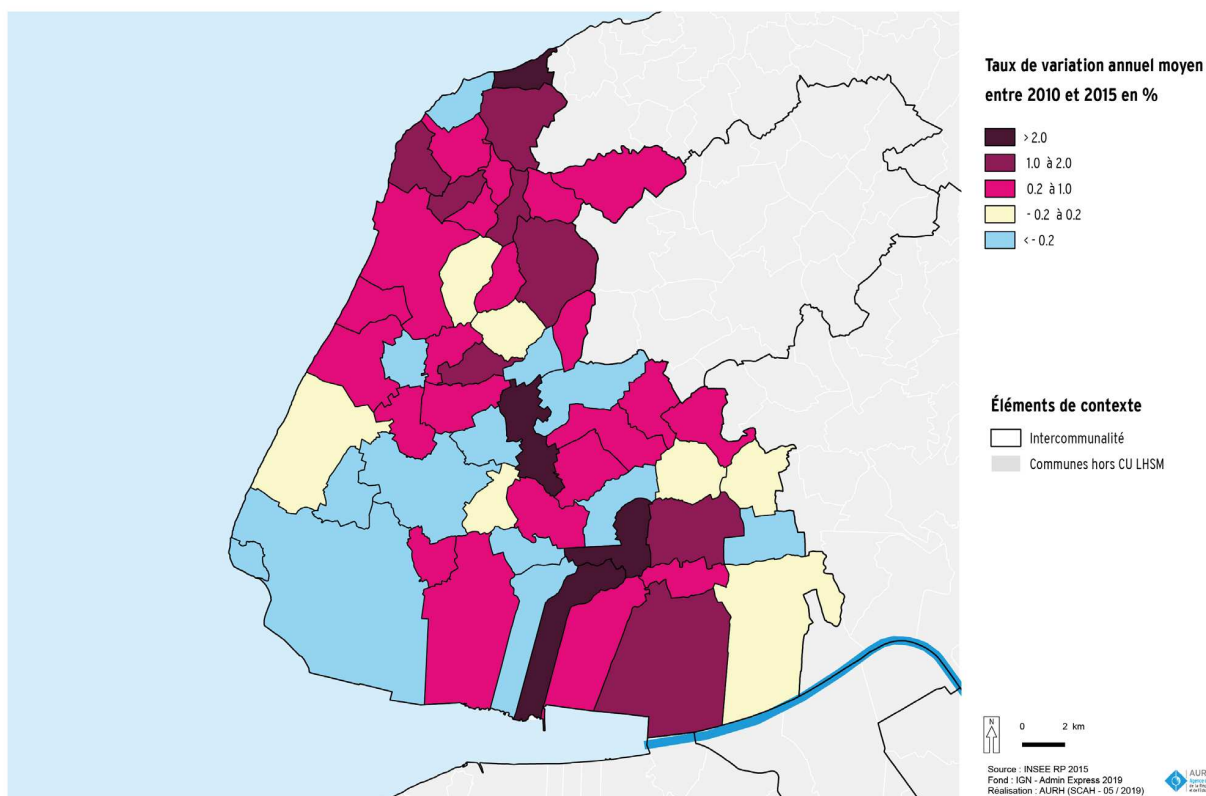 Taux de variation annuel moyen
entre 2010 et 2015 en %
> 2.0
1.0 à 2.0
0.2 à 1.0
- 0.2 à 0.2
< - 0.2
Éléments de contexte
Intercommunalité
Communes hors CU LHSM
N
0 2 km
Source : INSEE RP 2015
Fond : IGN - Admin Express 2019
Réalisation : AURH (SCAH - 05 / 2019)